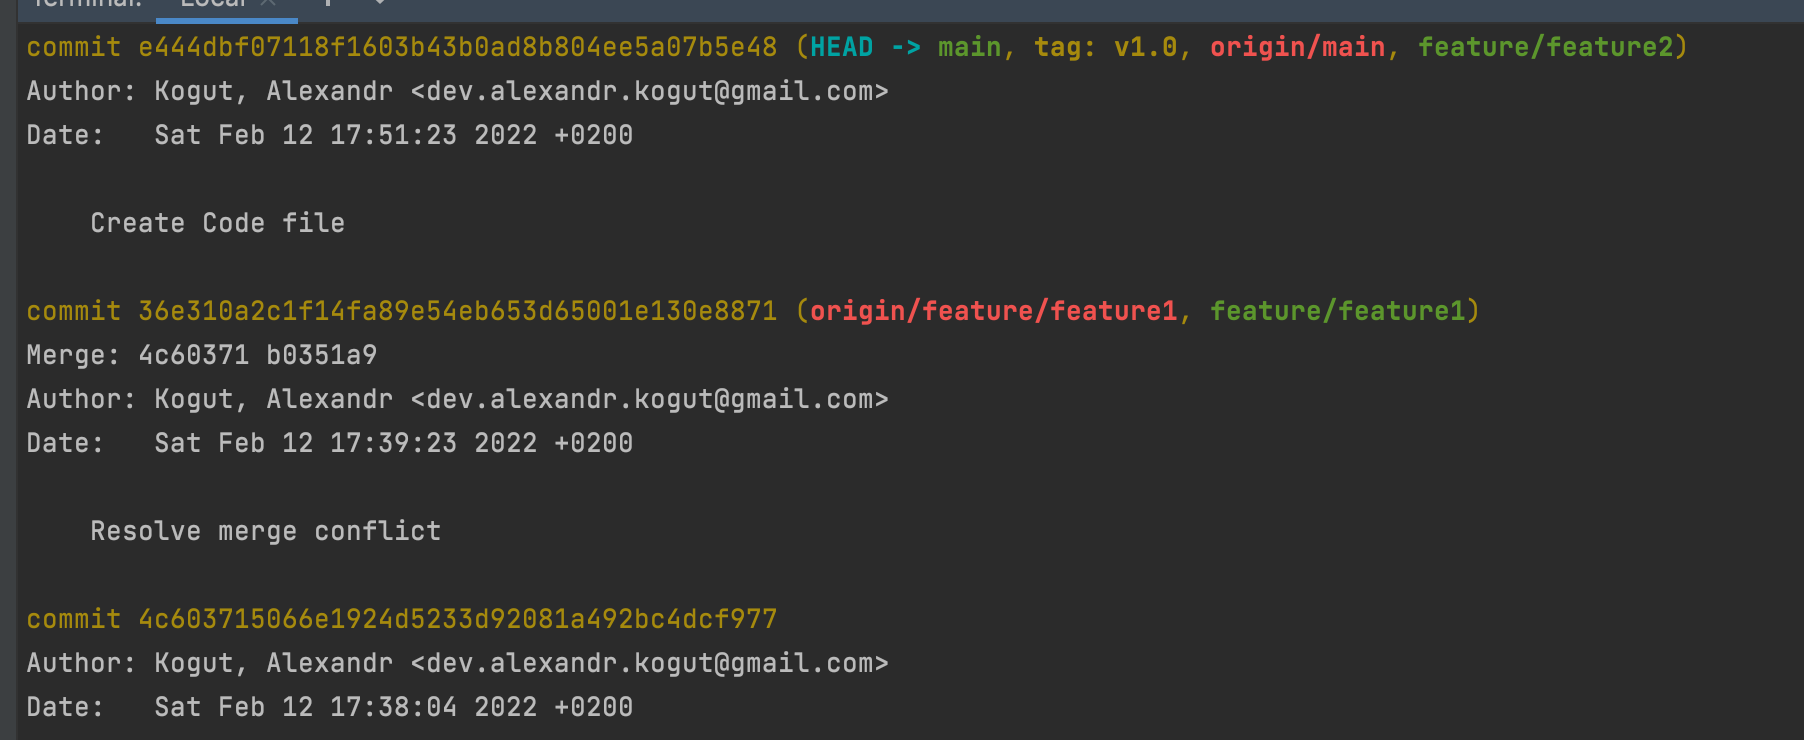 Terminal: Local
commit e444dbf07118f1603b43b0ad8b804ee5a07b5e48 (HEAD -> main, tag: v1.0, origin/main, feature/feature2)
Author: Kogut, Alexandr <dev.alexandr.kogut@gmail.com>
Date:   Sat Feb 12 17:51:23 2022 +0200
Create Code file
commit 36e310a2c1f14fa89e54eb653d65001e130e8871 (origin/feature/feature1, feature/feature1)
Merge: 4c60371 b0351a9
Author: Kogut, Alexandr <dev.alexandr.kogut@gmail.com>
Date:   Sat Feb 12 17:39:23 2022 +0200
Resolve merge conflict
commit 4c603715066e1924d5233d92081a492bc4dcf977
Author: Kogut, Alexandr <dev.alexandr.kogut@gmail.com>
Date:   Sat Feb 12 17:38:04 2022 +0200